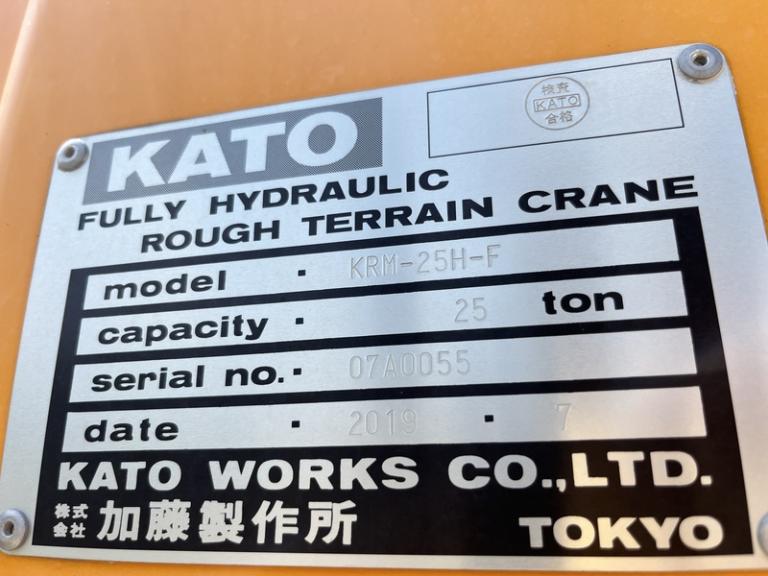 検査
KATO
合格
KATO
FULLY HYDRAULIC
ROUGH TERRAIN CRANE
model · KRM-25H-F
capacity · 25 ton
serial no. · 07A0055
date · 2019 · 7
KATO WORKS CO.,LTD.
株式会社 加藤製作所 TOKYO